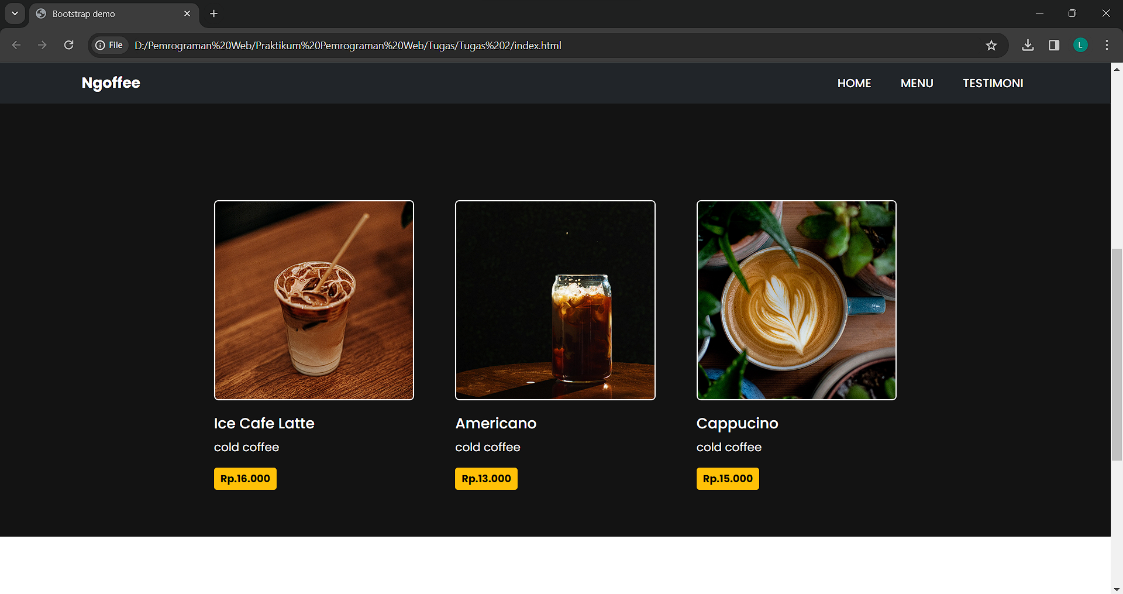 Bootstrap demo
File D:/Pemrograman%20Web/Praktikum%20Pemrograman%20Web/Tugas/Tugas%202/index.html
L
Ngoffee HOME MENU TESTIMONI
Ice Cafe Latte Americano Cappucino
cold coffee cold coffee cold coffee
Rp.16.000 Rp.13.000 Rp.15.000